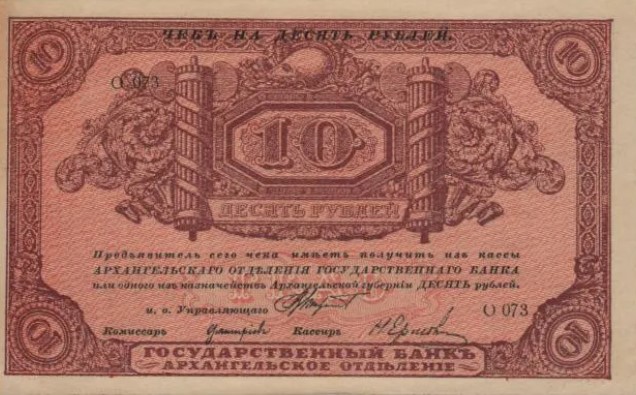 10
ЧЕКЪ НА ДЕСЯТЬ РУБЛЕЙ.
10
О 073
10
ДЕСЯТЬ РУБЛЕЙ
Предъявитель сего чека имѣетъ получить изъ кассы
АРХАНГЕЛЬСКАГО ОТДѢЛЕНІЯ ГОСУДАРСТВЕННАГО БАНКА
или одного изъ казначействъ Архангельской губерніи ДЕСЯТЬ рублей.
и. о. Управляющаго
О 073
Комиссаръ Кассиръ
10
ГОСУДАРСТВЕННЫЙ БАНКЪ
АРХАНГЕЛЬСКОЕ ОТДѢЛЕНІЕ
10